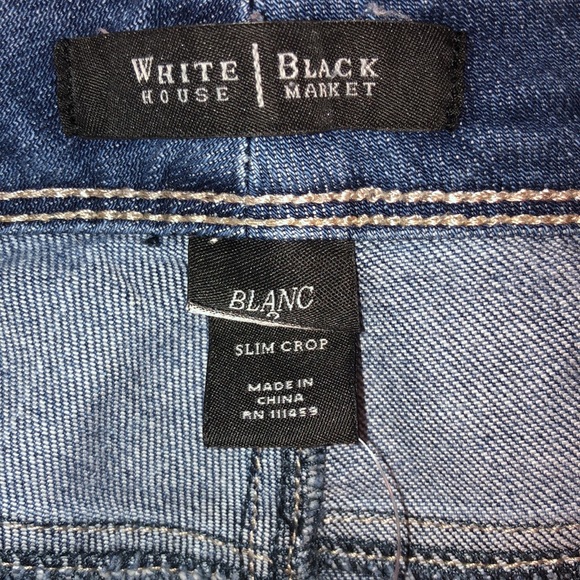 WHITE | BLACK
HOUSE | MARKET
BLANC
SLIM CROP
MADE IN
CHINA
RN 111459